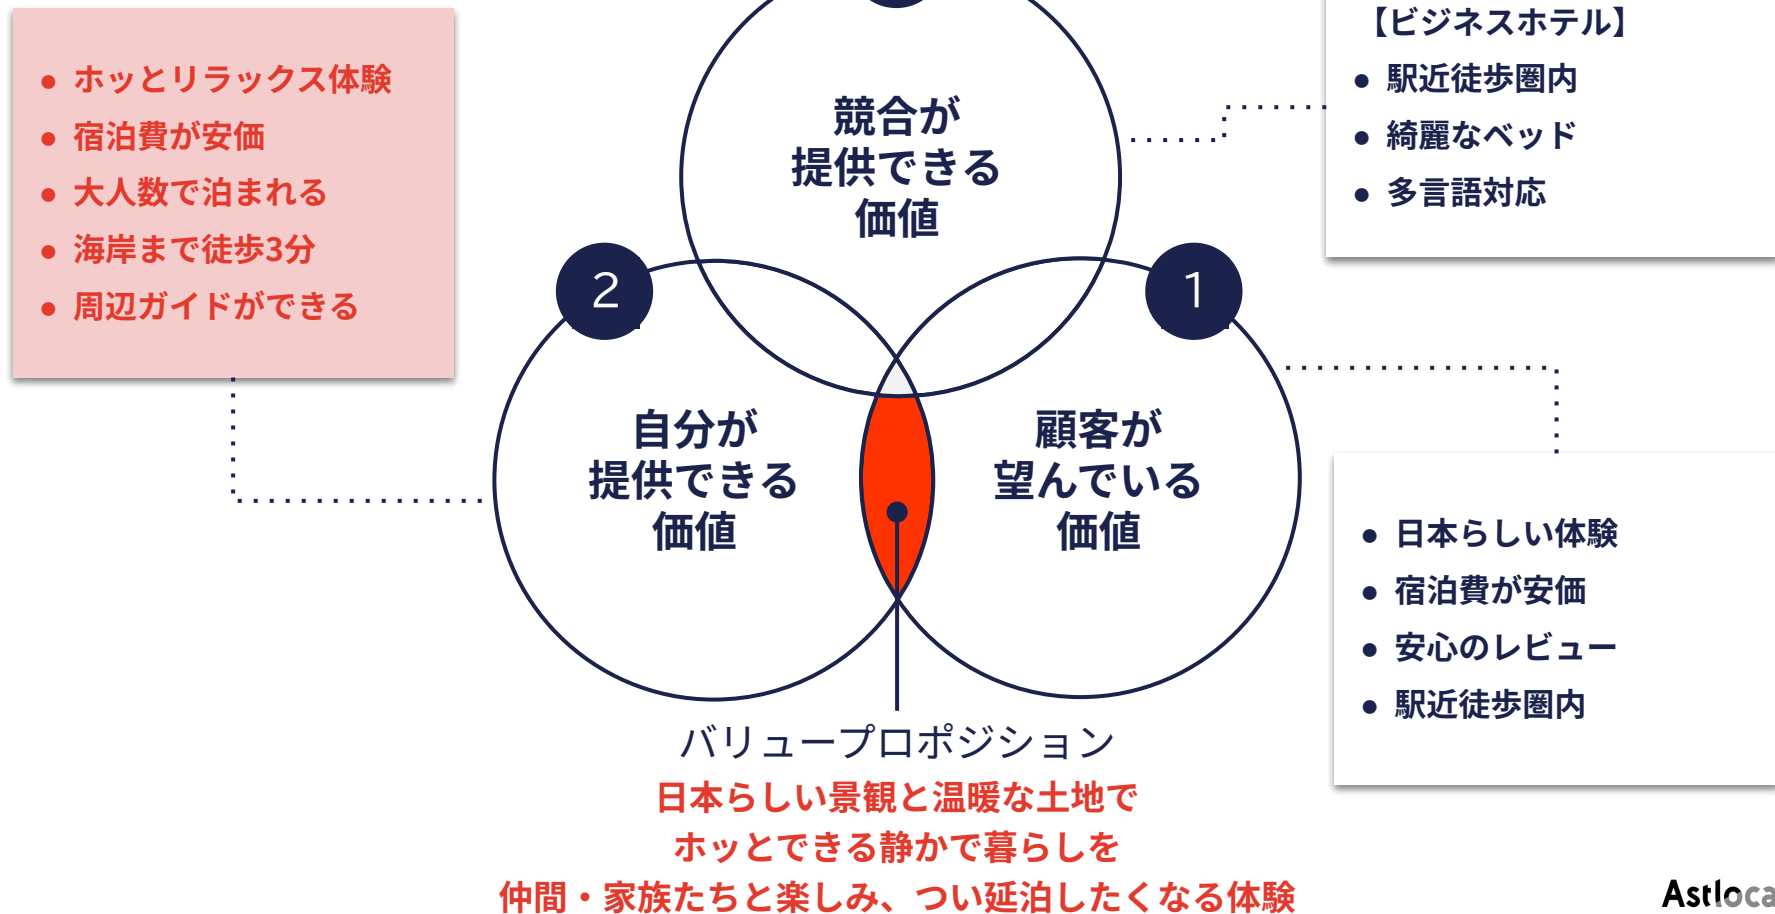 ● ホッとリラックス体験
● 宿泊費が安価
● 大人数で泊まれる
● 海岸まで徒歩3分
● 周辺ガイドができる
競合が
提供できる
価値
【ビジネスホテル】
● 駅近徒歩圏内
● 綺麗なベッド
● 多言語対応
2
1
自分が
提供できる
価値
顧客が
望んでいる
価値
● 日本らしい体験
● 宿泊費が安価
● 安心のレビュー
● 駅近徒歩圏内
バリュープロポジション
日本らしい景観と温暖な土地で
ホッとできる静かで暮らしを
仲間・家族たちと楽しみ、つい延泊したくなる体験
Astloca